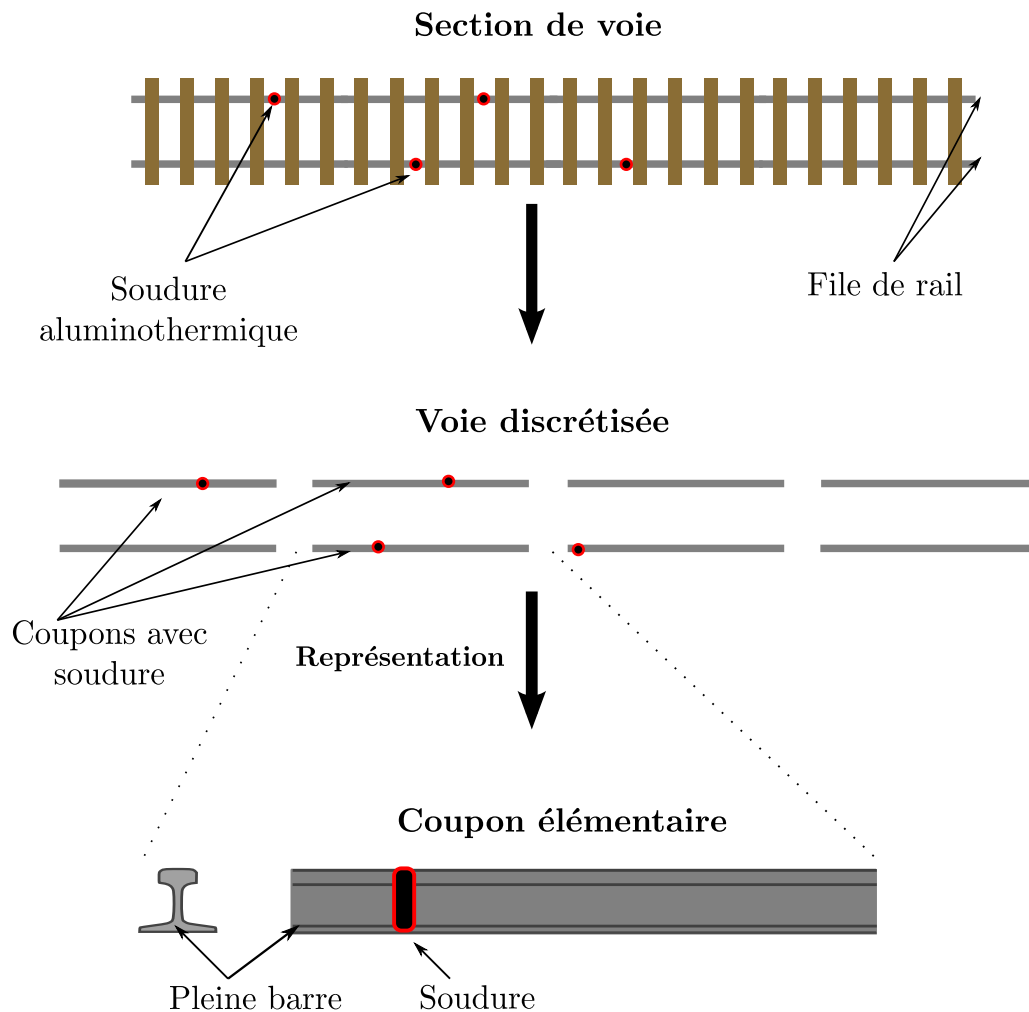 Section de voie
Soudure
aluminothermique
File de rail
Voie discrétisée
Coupons avec
soudure
Représentation
Coupon élémentaire
Pleine barre
Soudure